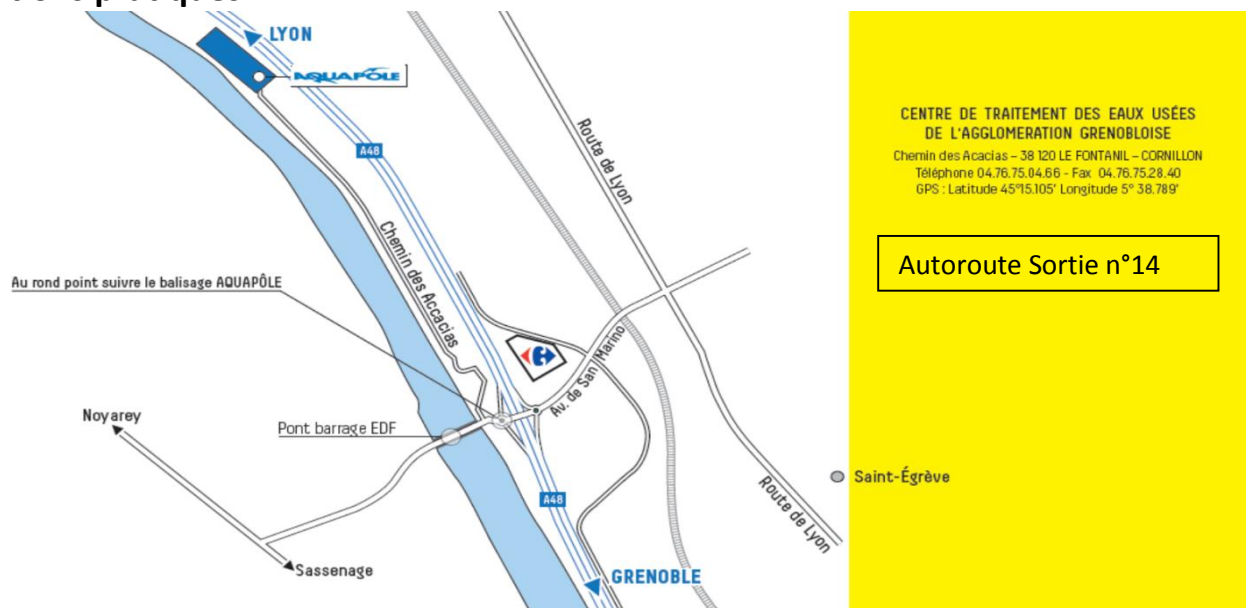 LYON
AQUAPÔLE
A48
Route de Lyon
Chemin des Accacias
Au rond point suivre le balisage AQUAPÔLE
Av. de San Marino
Noyarey
Pont barrage EDF
Sassenage
A48
GRENOBLE
Route de Lyon
Saint-Égrève
CENTRE DE TRAITEMENT DES EAUX USÉES
DE L'AGGLOMERATION GRENOBLOISE
Chemin des Acacias – 38 120 LE FONTANIL – CORNILLON
Téléphone 04.76.75.04.66 - Fax 04.76.75.28.40
GPS : Latitude 45°15.105' Longitude 5° 38.789'
Autoroute Sortie n°14